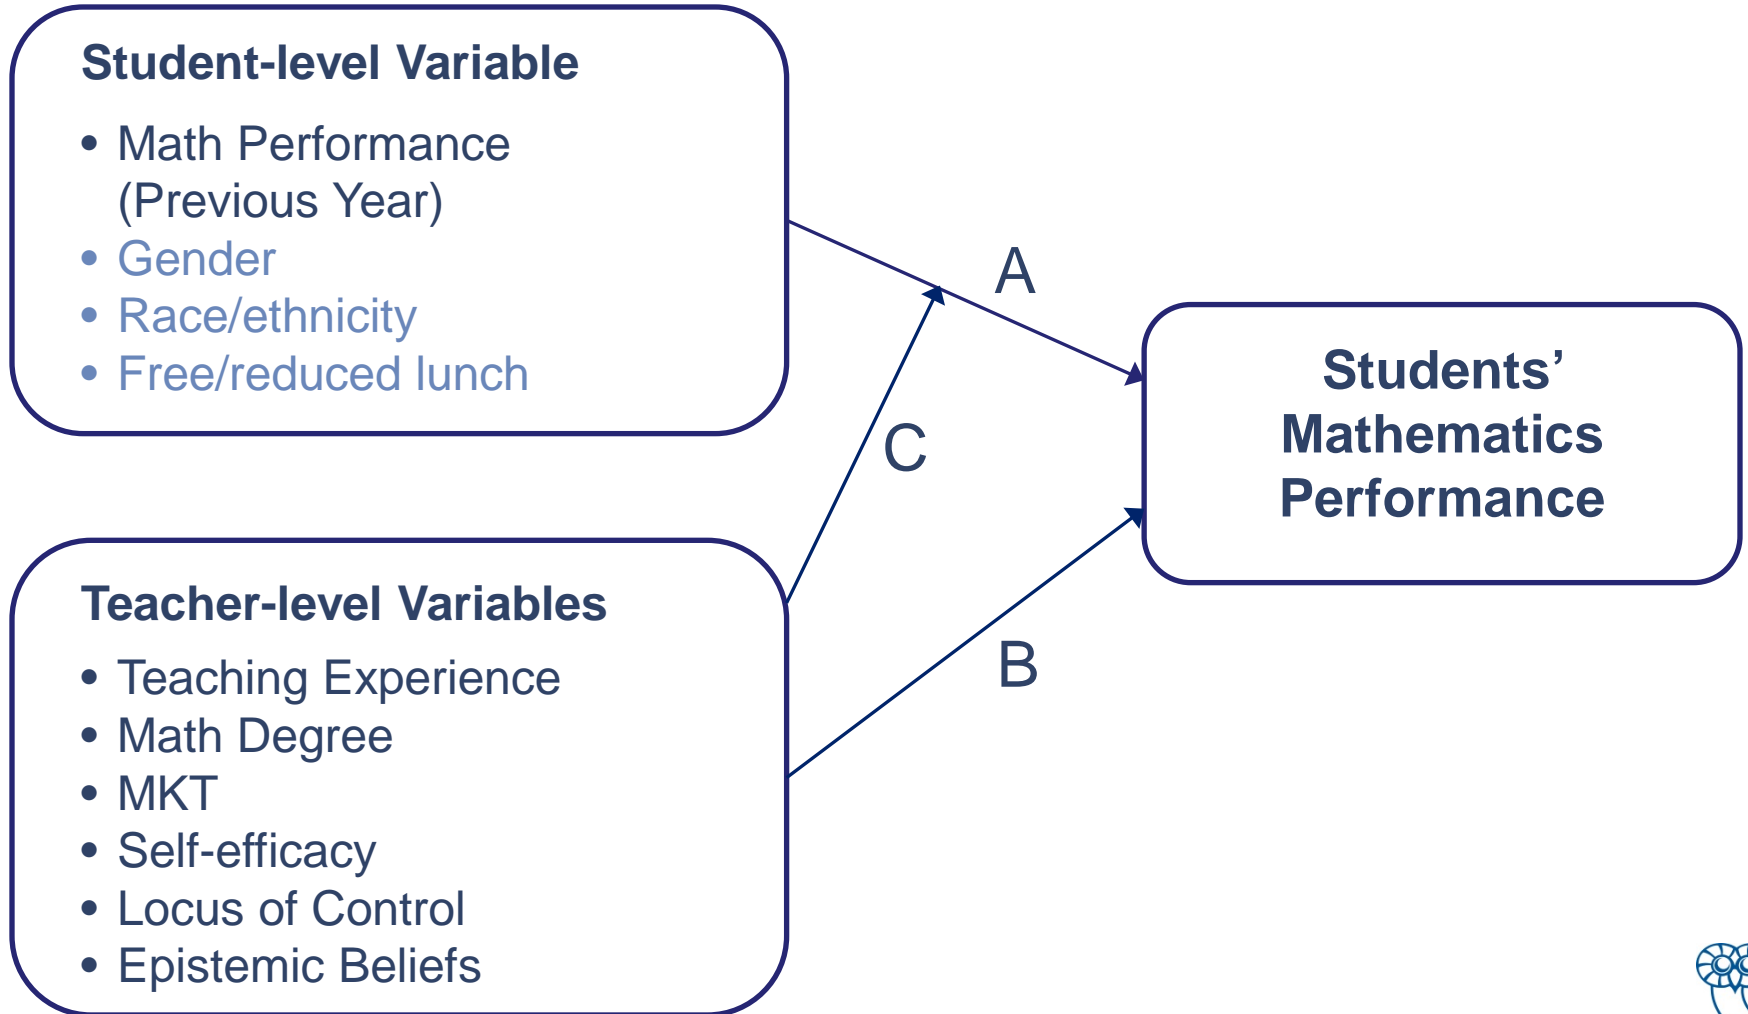 Student-level Variable
• Math Performance
(Previous Year)
• Gender
• Race/ethnicity
• Free/reduced lunch
A
C
Students’
Mathematics
Performance
Teacher-level Variables
• Teaching Experience
• Math Degree
• MKT
• Self-efficacy
• Locus of Control
• Epistemic Beliefs
B